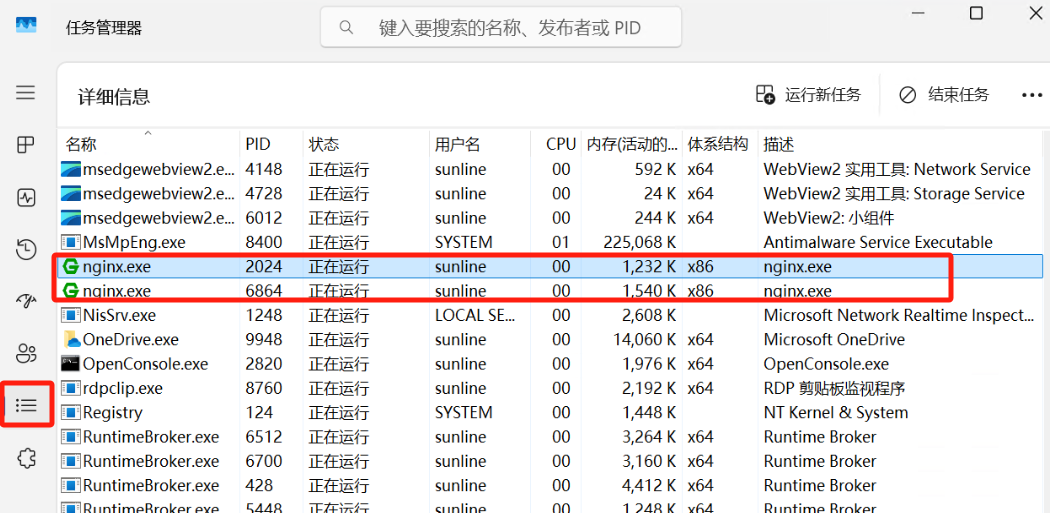 任务管理器
键入要搜索的名称、发布者或 PID
详细信息
运行新任务 结束任务
名称 PID 状态 用户名 CPU 内存(活动的... 体系结构 描述
msedgewebview2.e... 4148 正在运行 sunline 00 592 K x64 WebView2 实用工具: Network Service
msedgewebview2.e... 4728 正在运行 sunline 00 24 K x64 WebView2 实用工具: Storage Service
msedgewebview2.e... 6012 正在运行 sunline 00 244 K x64 WebView2: 小组件
MsMpEng.exe 8400 正在运行 SYSTEM 01 225,068 K Antimalware Service Executable
nginx.exe 2024 正在运行 sunline 00 1,232 K x86 nginx.exe
nginx.exe 6864 正在运行 sunline 00 1,540 K x86 nginx.exe
NisSrv.exe 1248 正在运行 LOCAL SE... 00 2,608 K Microsoft Network Realtime Inspect...
OneDrive.exe 9948 正在运行 sunline 00 14,060 K x64 Microsoft OneDrive
OpenConsole.exe 2820 正在运行 sunline 00 1,976 K x64 OpenConsole.exe
rdpclip.exe 8760 正在运行 sunline 00 2,192 K x64 RDP 剪贴板监视程序
Registry 124 正在运行 SYSTEM 00 1,448 K NT Kernel & System
RuntimeBroker.exe 6512 正在运行 sunline 00 3,264 K x64 Runtime Broker
RuntimeBroker.exe 6700 正在运行 sunline 00 3,160 K x64 Runtime Broker
RuntimeBroker.exe 428 正在运行 sunline 00 4,412 K x64 Runtime Broker
RuntimeBroker.exe 5448 正在运行 sunline 00 1,248 K x64 Runtime Broker